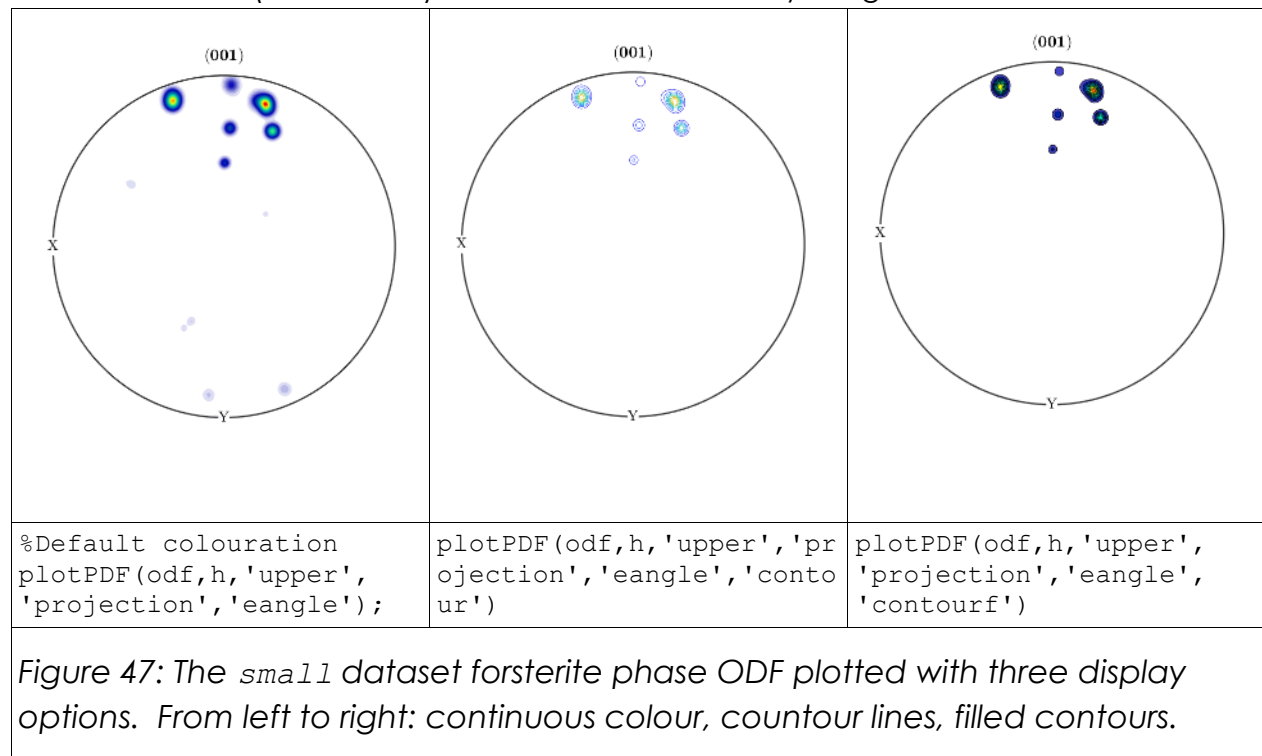 (001)
X
Y
(001)
X
Y
(001)
X
Y
%Default colouration
plotPDF(odf,h,'upper',
'projection','eangle');
plotPDF(odf,h,'upper','pr
ojection','eangle','conto
ur')
plotPDF(odf,h,'upper',
'projection','eangle',
'contourf')
Figure 47: The small dataset forsterite phase ODF plotted with three display
options. From left to right: continuous colour, countour lines, filled contours.